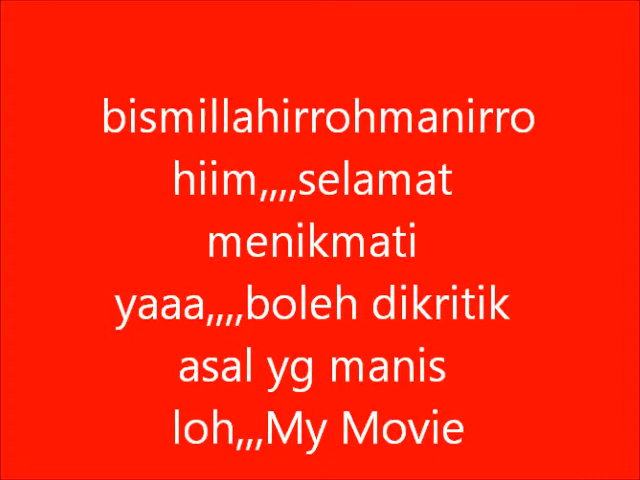 bismillahirrohmanirro
hiim,,,,selamat
menikmati
yaaa,,,,boleh dikritik
asal yg manis
loh,,,My Movie